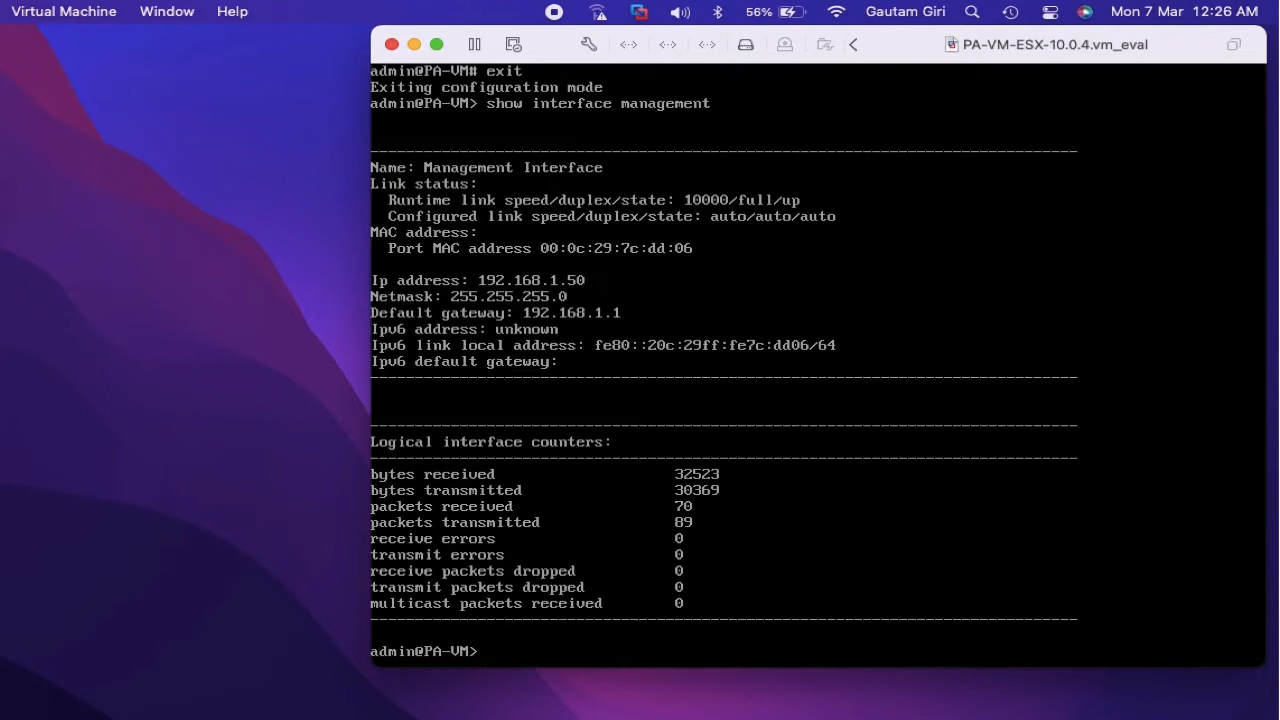 Virtual Machine Window Help 56% Gautam Giri Mon 7 Mar 12:26 AM
PA-VM-ESX-10.0.4.vm_eval
admin@PA-VM# exit
Exiting configuration mode
admin@PA-VM> show interface management
Name: Management Interface
Link status:
Runtime link speed/duplex/state: 10000/full/up
Configured link speed/duplex/state: auto/auto/auto
MAC address:
Port MAC address 00:0c:29:7c:dd:06
Ip address: 192.168.1.50
Netmask: 255.255.255.0
Default gateway: 192.168.1.1
Ipv6 address: unknown
Ipv6 link local address: fe80::20c:29ff:fe7c:dd06/64
Ipv6 default gateway:
Logical interface counters:
bytes received 32523
bytes transmitted 30369
packets received 70
packets transmitted 89
receive errors 0
transmit errors 0
receive packets dropped 0
transmit packets dropped 0
multicast packets received 0
admin@PA-VM>